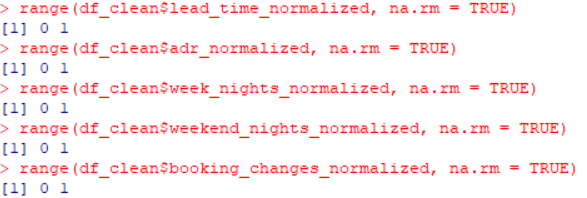 > range(df_clean$lead_time_normalized, na.rm = TRUE)
[1] 0 1
> range(df_clean$adr_normalized, na.rm = TRUE)
[1] 0 1
> range(df_clean$week_nights_normalized, na.rm = TRUE)
[1] 0 1
> range(df_clean$weekend_nights_normalized, na.rm = TRUE)
[1] 0 1
> range(df_clean$booking_changes_normalized, na.rm = TRUE)
[1] 0 1